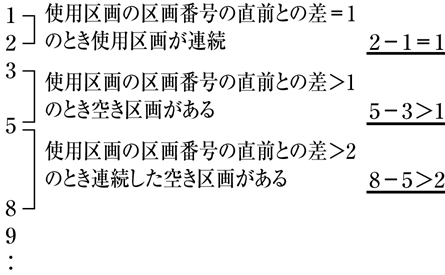 1 使用区画の区画番号の直前との差＝1
2 のとき使用区画が連続 2－1＝1
3
使用区画の区画番号の直前との差＞1
のとき空き区画がある 5－3＞1
5
使用区画の区画番号の直前との差＞2
のとき連続した空き区画がある 8－5＞2
8
9
：